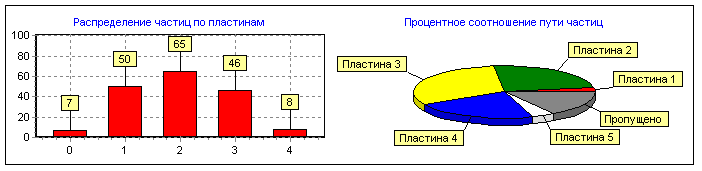 Распределение частиц по пластинам
Процентное соотношение пути частиц
100
80
60
40
20
0
7
50
65
46
8
0
1
2
3
4
Пластина 2
Пластина 3
Пластина 1
Пропущено
Пластина 4
Пластина 5